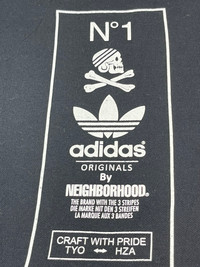 N°1
adidas
ORIGINALS
By
NEIGHBORHOOD®
THE BRAND WITH THE 3 STRIPES
DIE MARKE MIT DEN 3 STREIFEN
LA MARQUE AUX 3 BANDES
CRAFT WITH PRIDE
TYO ↔ HZA